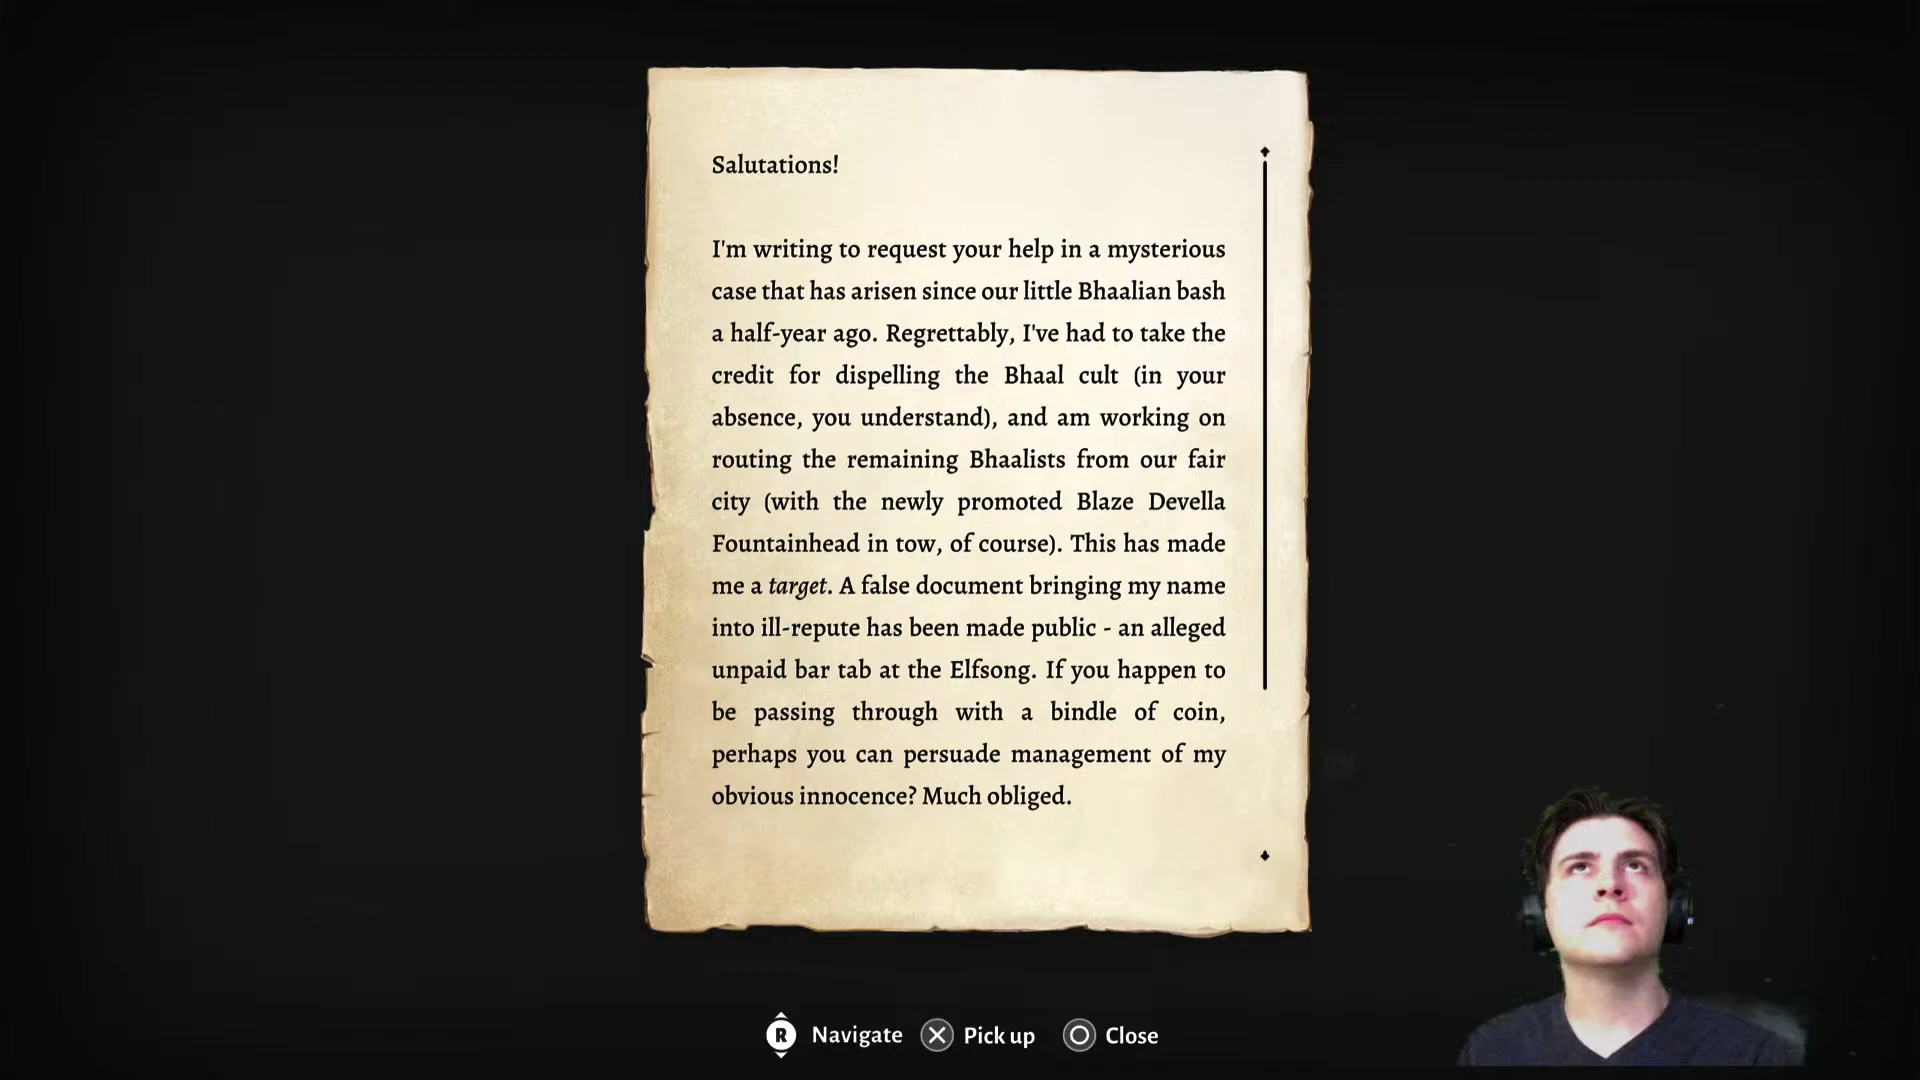 Salutations!
I'm writing to request your help in a mysterious
case that has arisen since our little Bhaalian bash
a half-year ago. Regrettably, I've had to take the
credit for dispelling the Bhaal cult (in your
absence, you understand), and am working on
routing the remaining Bhaalists from our fair
city (with the newly promoted Blaze Devella
Fountainhead in tow, of course). This has made
me a target. A false document bringing my name
into ill-repute has been made public - an alleged
unpaid bar tab at the Elfsong. If you happen to
be passing through with a bindle of coin,
perhaps you can persuade management of my
obvious innocence? Much obliged.
R Navigate Pick up Close